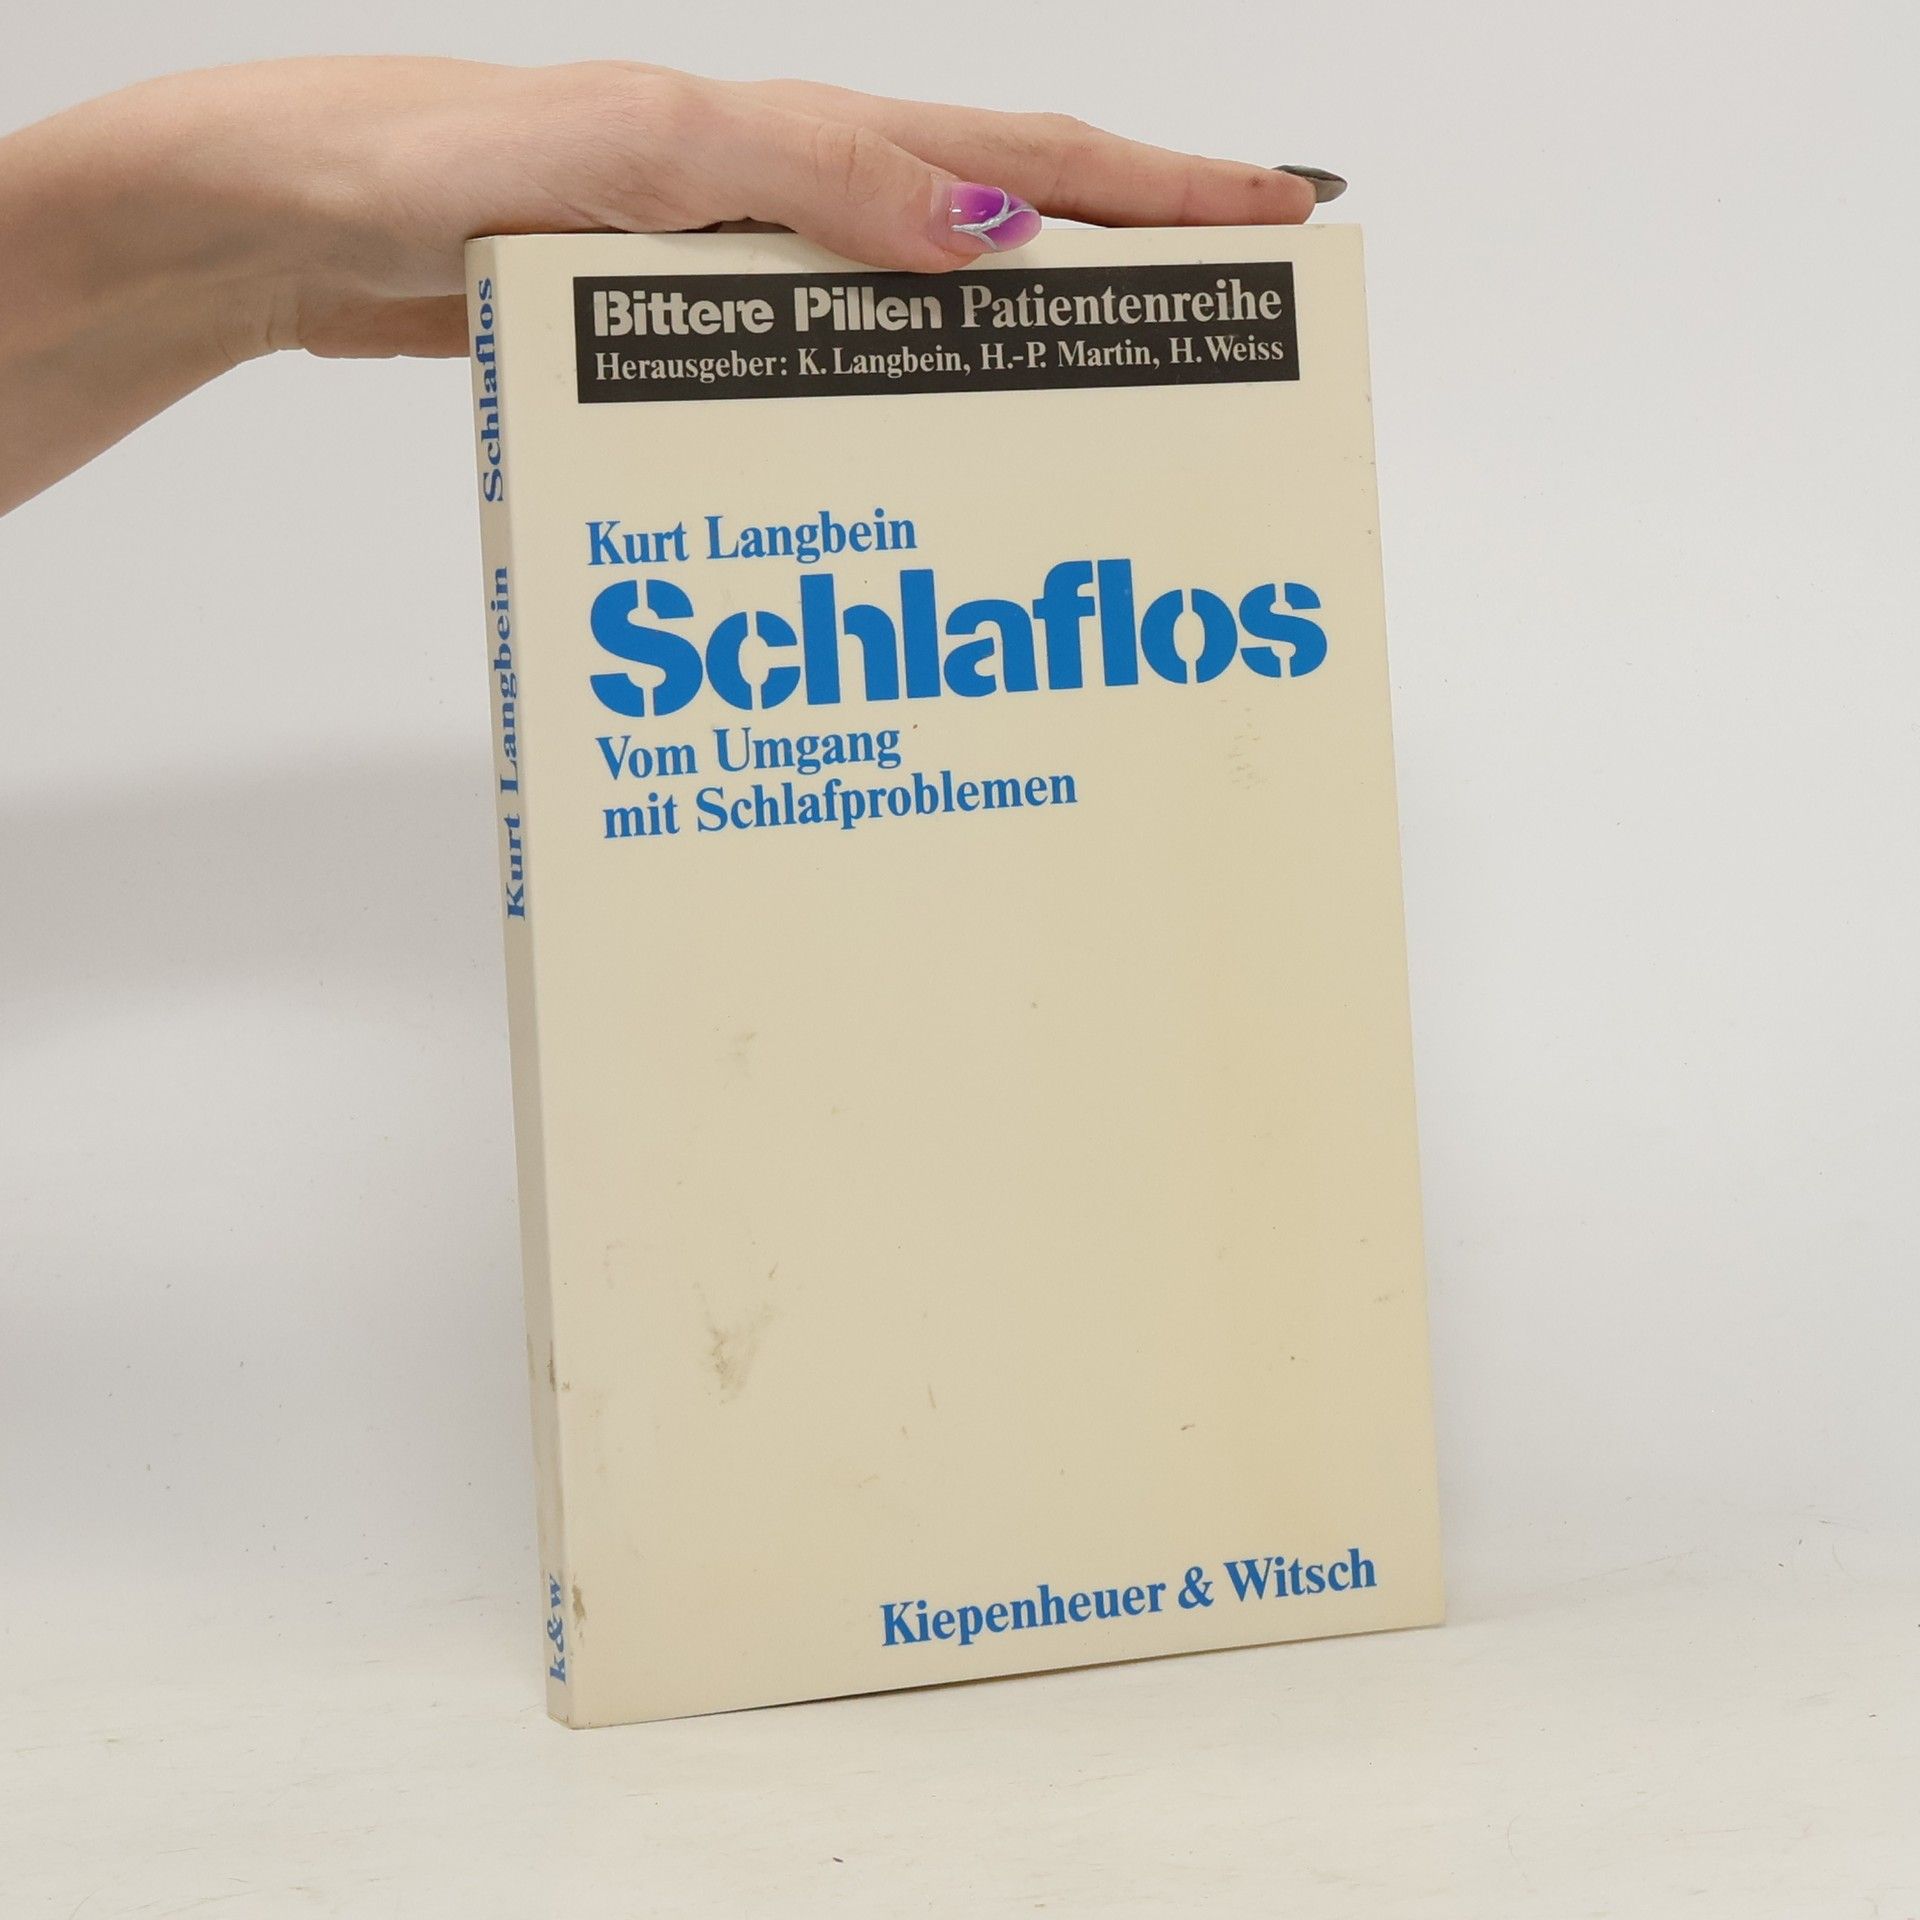 Bittere Pillen Patientenreihe
Herausgeber: K. Langbein, H.-P. Martin, H. Weiss
Kurt Langbein
Schlaflos
Vom Umgang
mit Schlafproblemen
Kiepenheuer & Witsch
Kurt Langbein Schlaflos
k&w